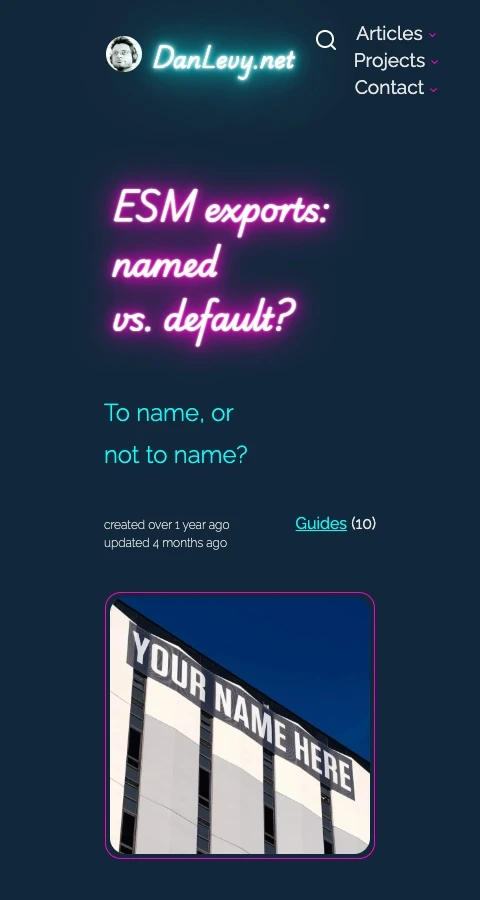 DanLevy.net
Articles
Projects
Contact
ESM exports:
named
vs. default?
To name, or
not to name?
created over 1 year ago
updated 4 months ago
Guides (10)
YOUR NAME HERE